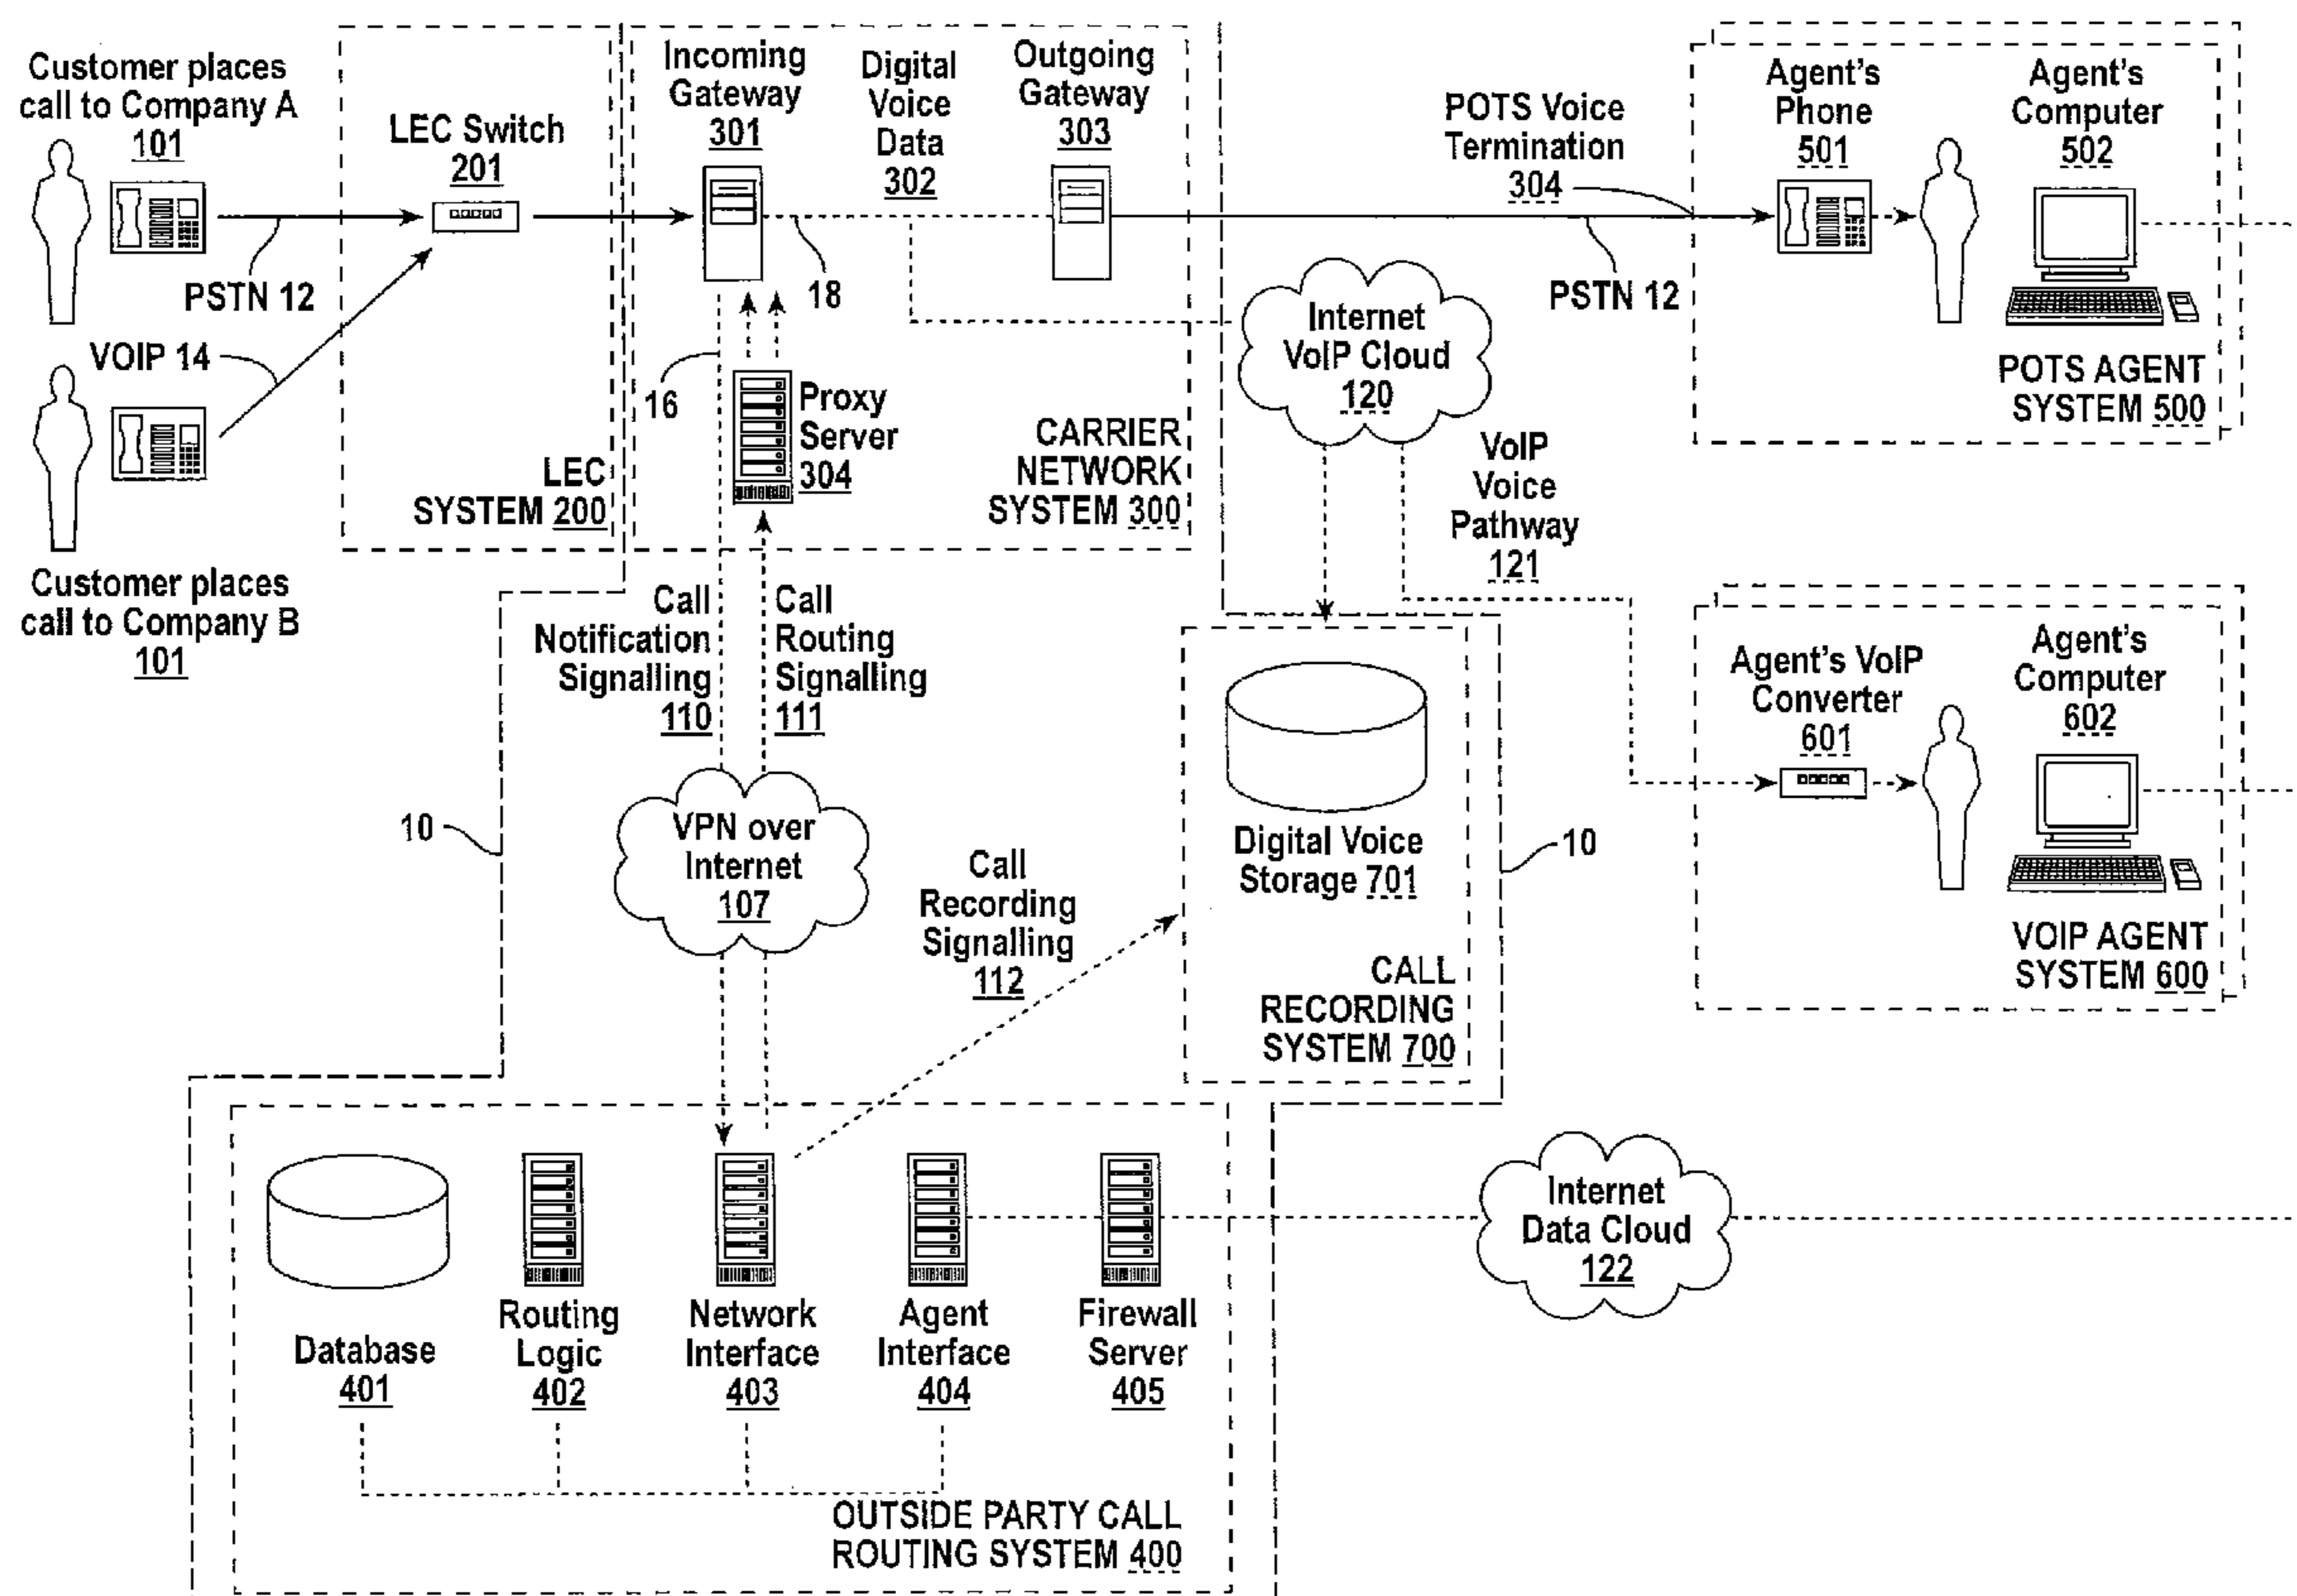 Customer places
call to Company A
101
PSTN 12
VOIP 14
Customer places
call to Company B
101
LEC Switch
201
LEC
SYSTEM 200
Incoming
Gateway
301
Digital
Voice
Data
302
Outgoing
Gateway
303
18
16
Proxy
Server
304
CARRIER
NETWORK
SYSTEM 300
POTS Voice
Termination
304
PSTN 12
Agent's
Phone
501
Agent's
Computer
502
POTS AGENT
SYSTEM 500
Internet
VoIP Cloud
120
VoIP
Voice
Pathway
121
Call
Notification
Signalling
110
Call
Routing
Signalling
111
Agent's VoIP
Converter
601
Agent's
Computer
602
VOIP AGENT
SYSTEM 600
10
VPN over
Internet
107
Call
Recording
Signalling
112
Digital Voice
Storage 701
10
CALL
RECORDING
SYSTEM 700
Database
401
Routing
Logic
402
Network
Interface
403
Agent
Interface
404
Firewall
Server
405
Internet
Data Cloud
122
OUTSIDE PARTY CALL
ROUTING SYSTEM 400